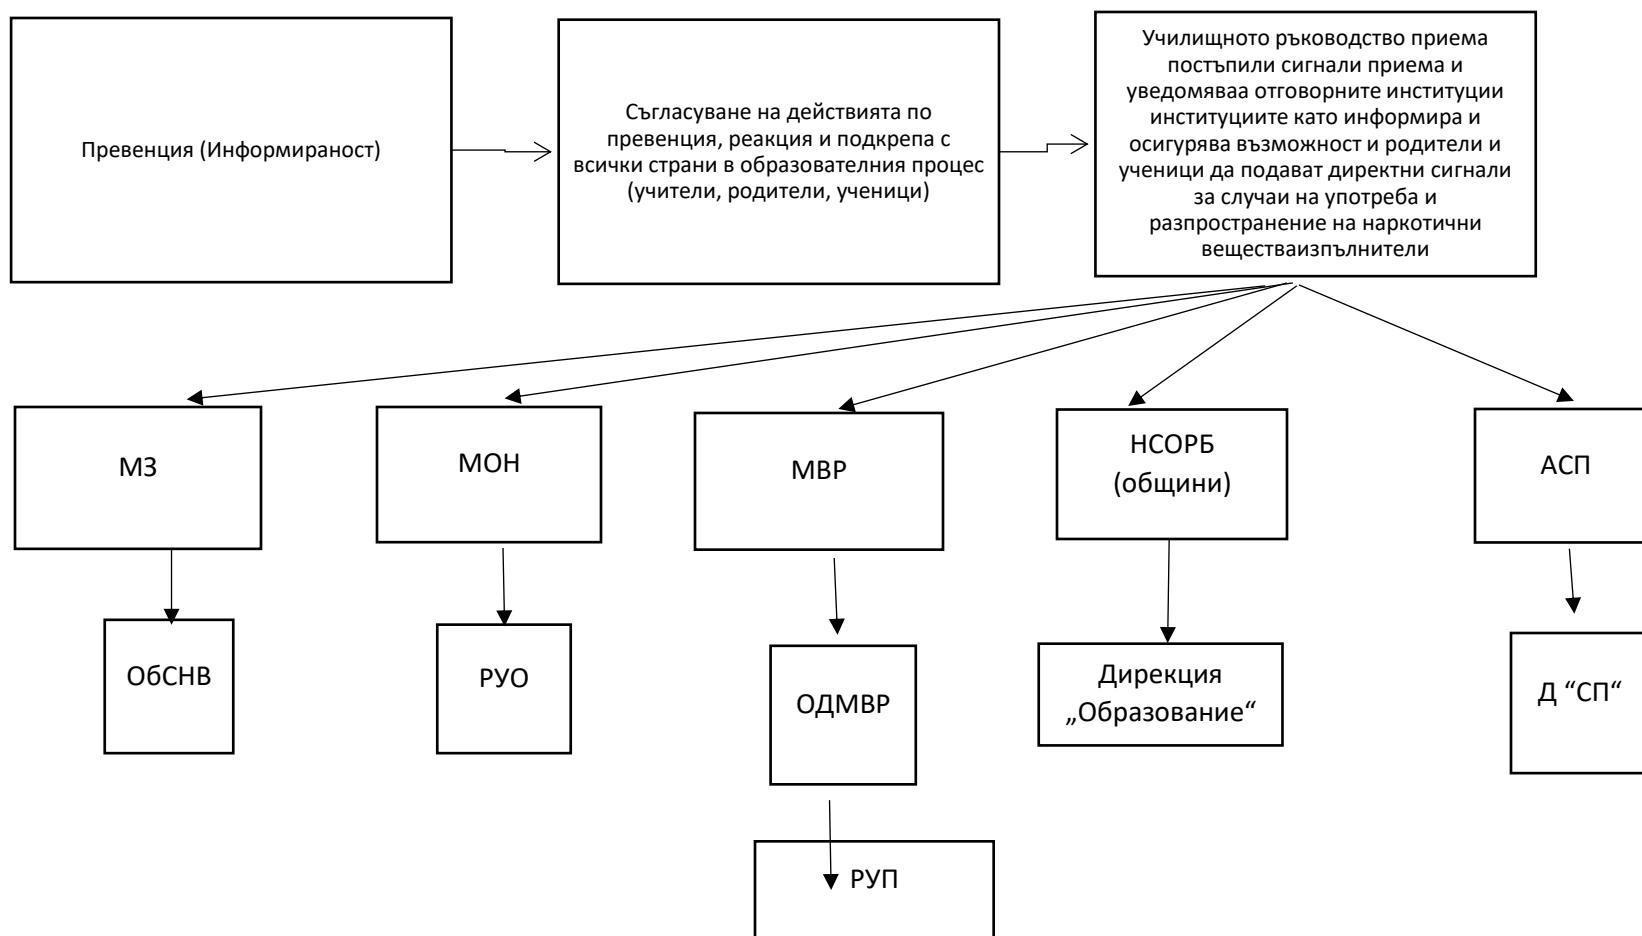 Превенция (Информираност)
Съгласуване на действията по
превенция, реакция и подкрепа с
всички страни в образователния процес
(учители, родители, ученици)
Училищното ръководство приема
постъпили сигнали приема и
уведомяваа отговорните институции
институциите като информира и
осигурява възможност и родители и
ученици да подават директни сигнали
за случаи на употреба и
разпространение на наркотични
веществаизпълнители
МЗ
МОН
МВР
НСОРБ
(общини)
АСП
ОбСНВ
РУО
ОДМВР
Дирекция
„Образование“
Д “СП“
РУП